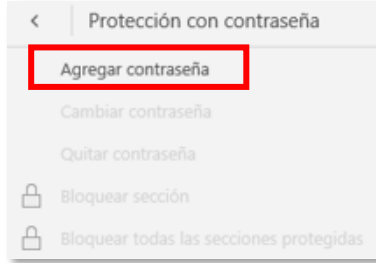 Protección con contraseña
Agregar contraseña
Cambiar contraseña
Quitar contraseña
Bloquear sección
Bloquear todas las secciones protegidas